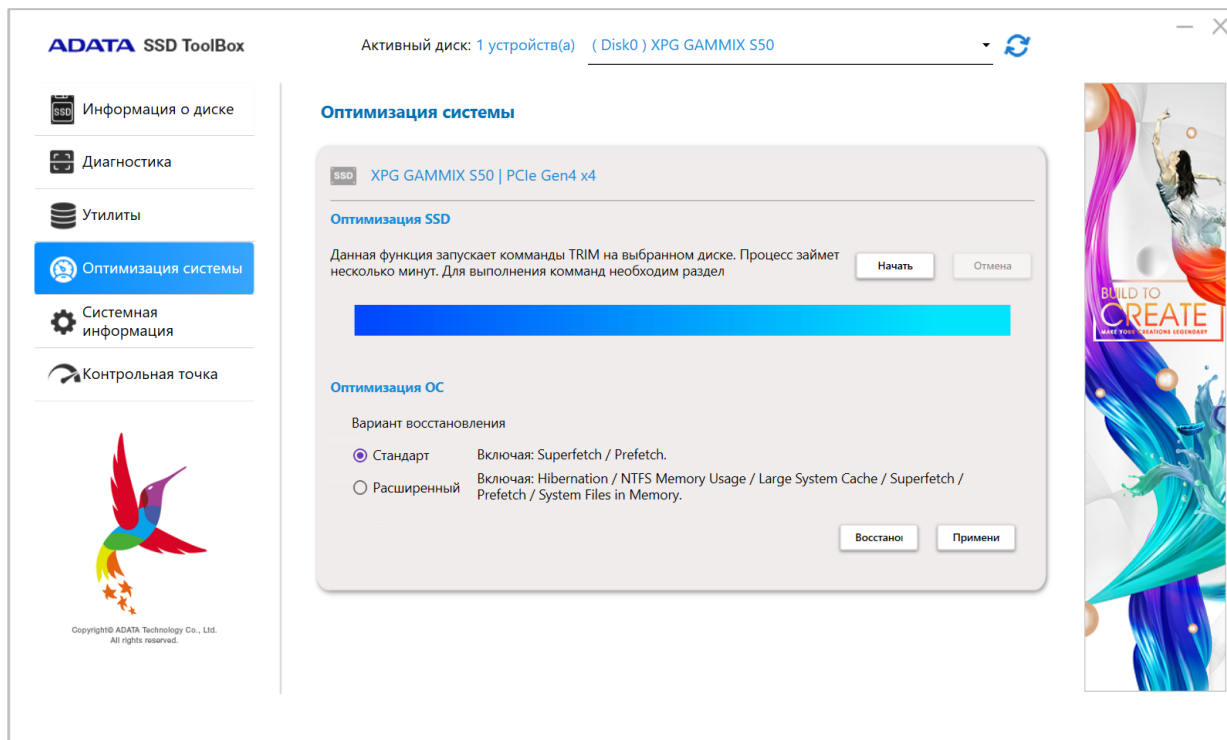 ADATA SSD ToolBox
Активный диск: 1 устройств(а) ( Disk0 ) XPG GAMMIX S50
SSD Информация о диске
Диагностика
Утилиты
Оптимизация системы
Системная
информация
Контрольная точка
Copyright© ADATA Technology Co., Ltd.
All rights reserved.
Оптимизация системы
SSD XPG GAMMIX S50 | PCIe Gen4 x4
Оптимизация SSD
Данная функция запускает комманды TRIM на выбранном диске. Процесс займет
несколько минут. Для выполнения комманд необходим раздел
Начать
Отмена
Оптимизация ОС
Вариант восстановления
Стандарт Включая: Superfetch / Prefetch.
Расширенный Включая: Hibernation / NTFS Memory Usage / Large System Cache / Superfetch /
Prefetch / System Files in Memory.
Восстано
Примени
BUILD TO
CREATE
MAKE YOUR CREATIONS LEGENDARY